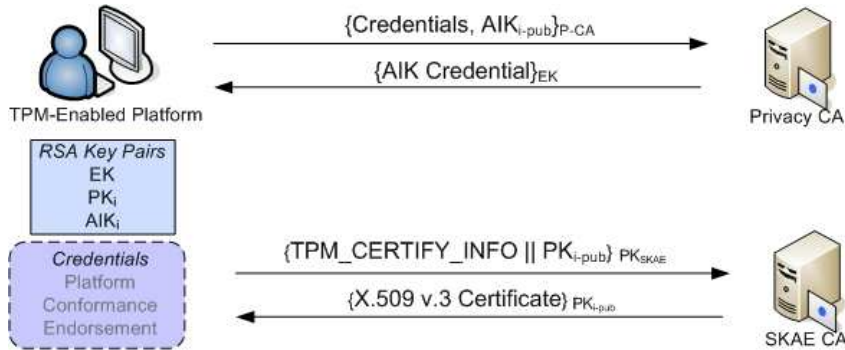 {Credentials, AIKi-pub}P-CA
{AIK Credential}EK
TPM-Enabled Platform
Privacy CA
RSA Key Pairs
EK
PKi
AIKi
Credentials
Platform
Conformance
Endorsement
{TPM_CERTIFY_INFO || PKi-pub} PKSKAE
{X.509 v.3 Certificate} PKi-pub
SKAE CA